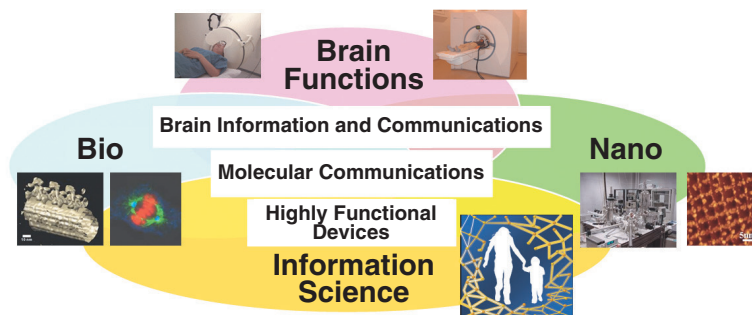 Brain
Functions
Brain Information and Communications
Bio
Nano
Molecular Communications
Highly Functional
Devices
Information
Science